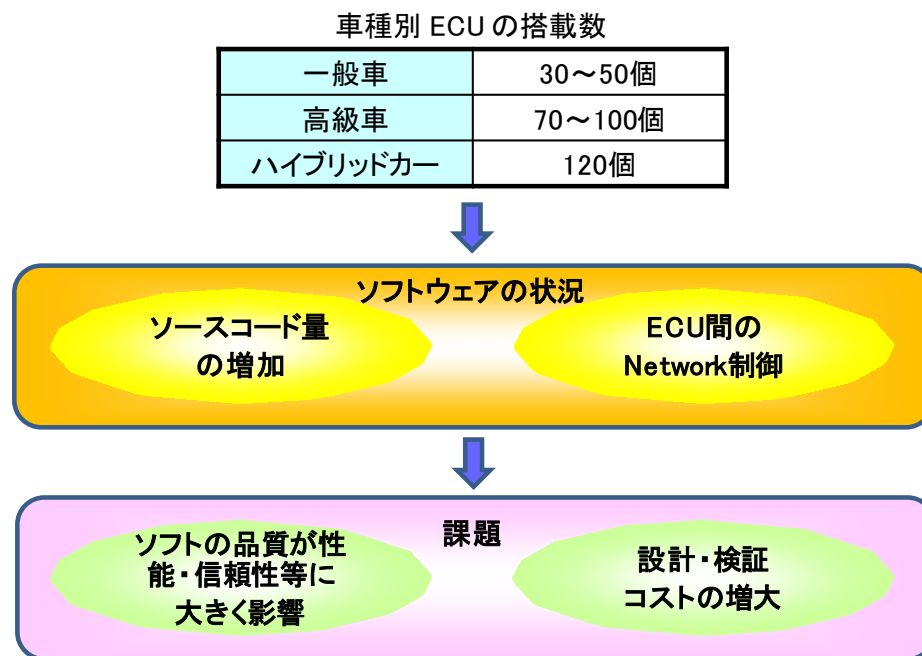 車種別 ECU の搭載数
一般車 30～50個
高級車 70～100個
ハイブリッドカー 120個
ソフトウェアの状況
ソースコード量
の増加
ECU間の
Network制御
課題
ソフトの品質が性
能・信頼性等に
大きく影響
設計・検証
コストの増大